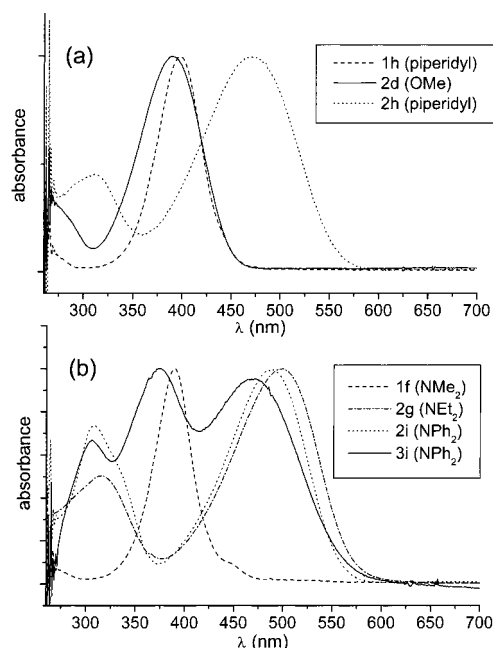 (a)
1h (piperidyl)
2d (OMe)
2h (piperidyl)
absorbance
300 350 400 450 500 550 600 650 700
λ (nm)
(b)
1f (NMe₂)
2g (NEt₂)
2i (NPh₂)
3i (NPh₂)
absorbance
300 350 400 450 500 550 600 650 700
λ (nm)